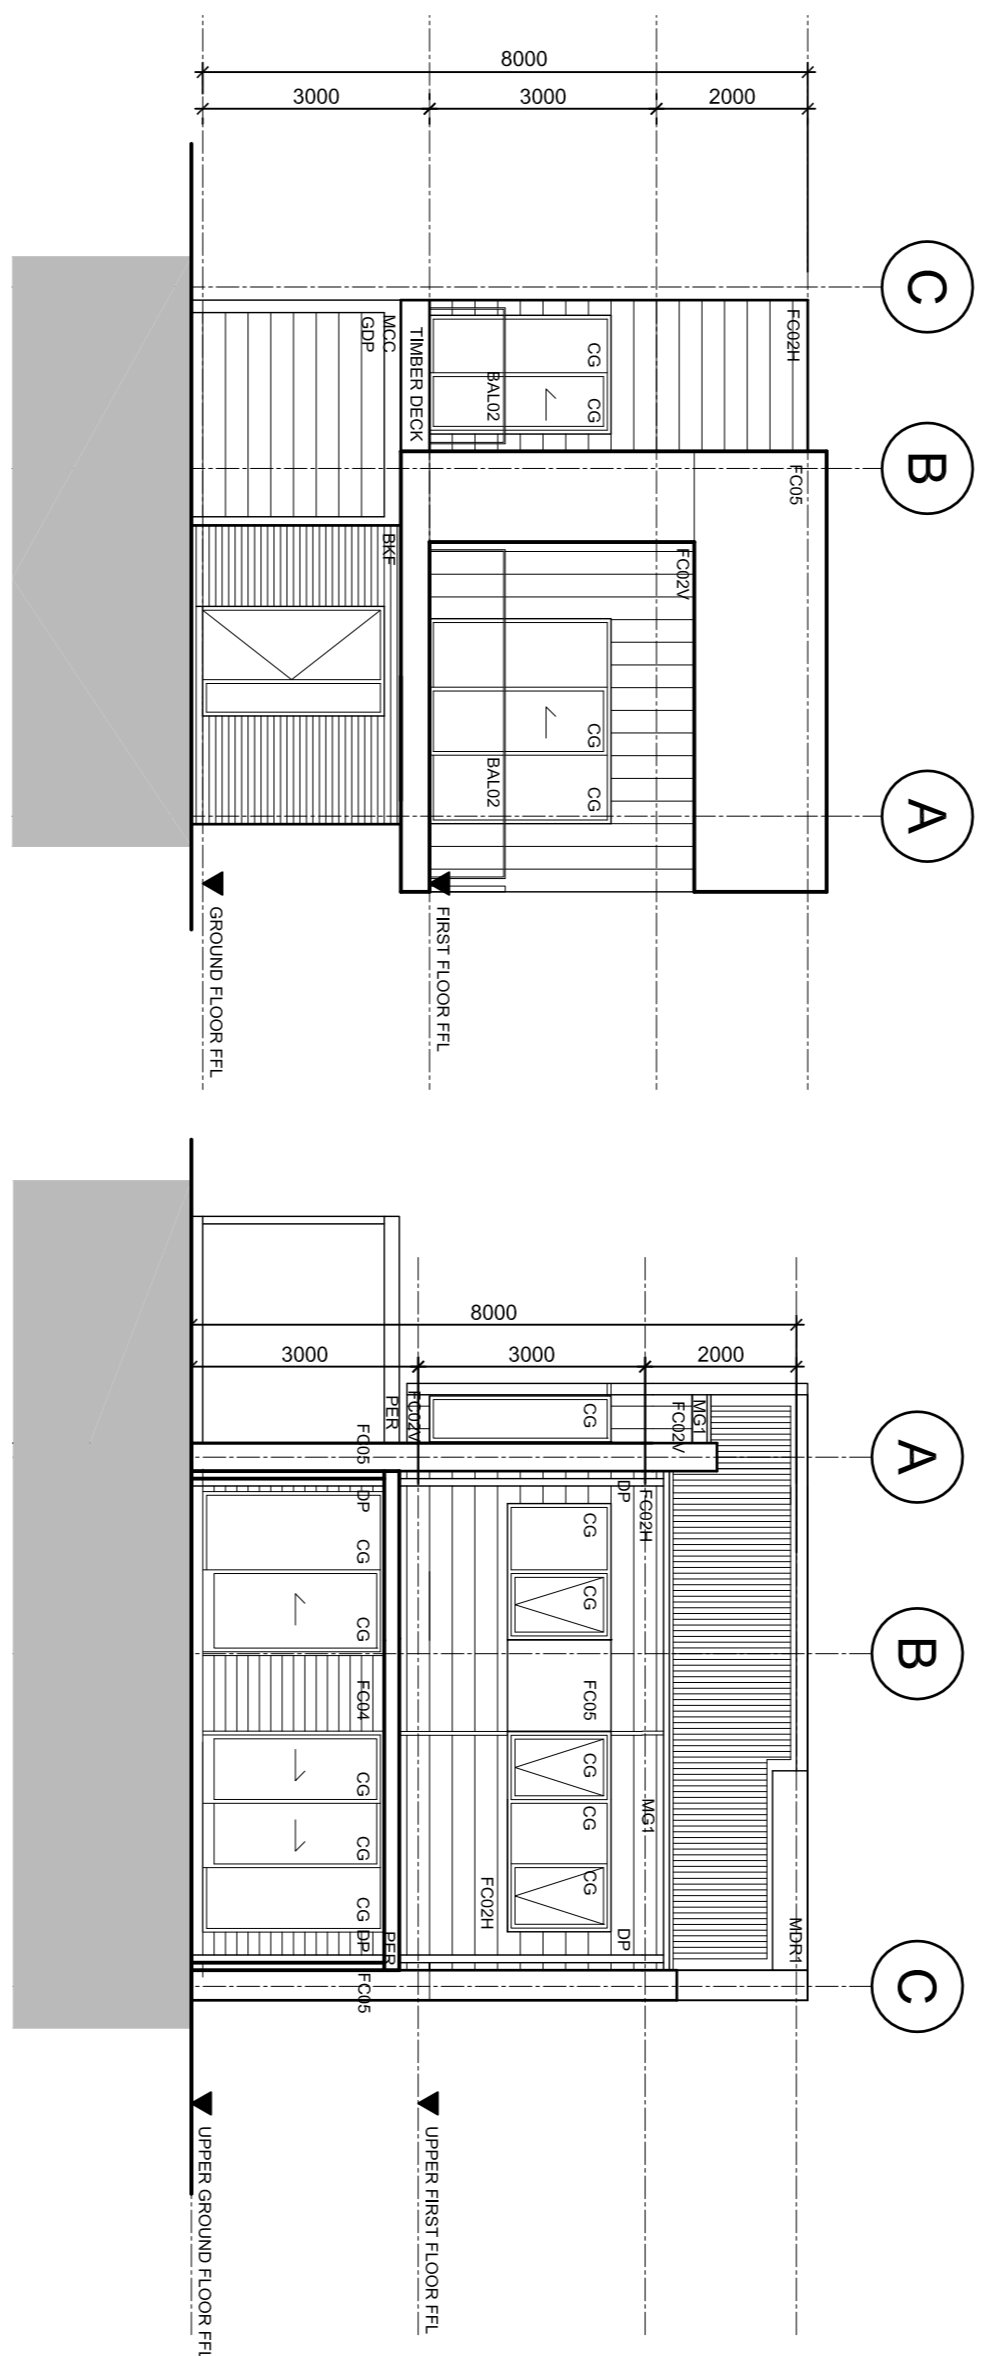 8000
3000
3000
2000
C
B
A
FC02H
FC05
CG
CG
BAL02
TIMBER DECK
MCC
GDP
BKF
FC02V
CG
CG
BAL02
FIRST FLOOR FFL
GROUND FLOOR FFL
8000
3000
3000
2000
A
B
C
MG1
FC02V
CG
FC02V
PER
FC05
DP
FC02H
DP
CG
CG
CG
CG
FC05
FC04
CG
CG
CG
MG1
CG
CG
CG
FC02H
DP
MDR1
DP
PER
FC05
UPPER FIRST FLOOR FFL
UPPER GROUND FLOOR FFL